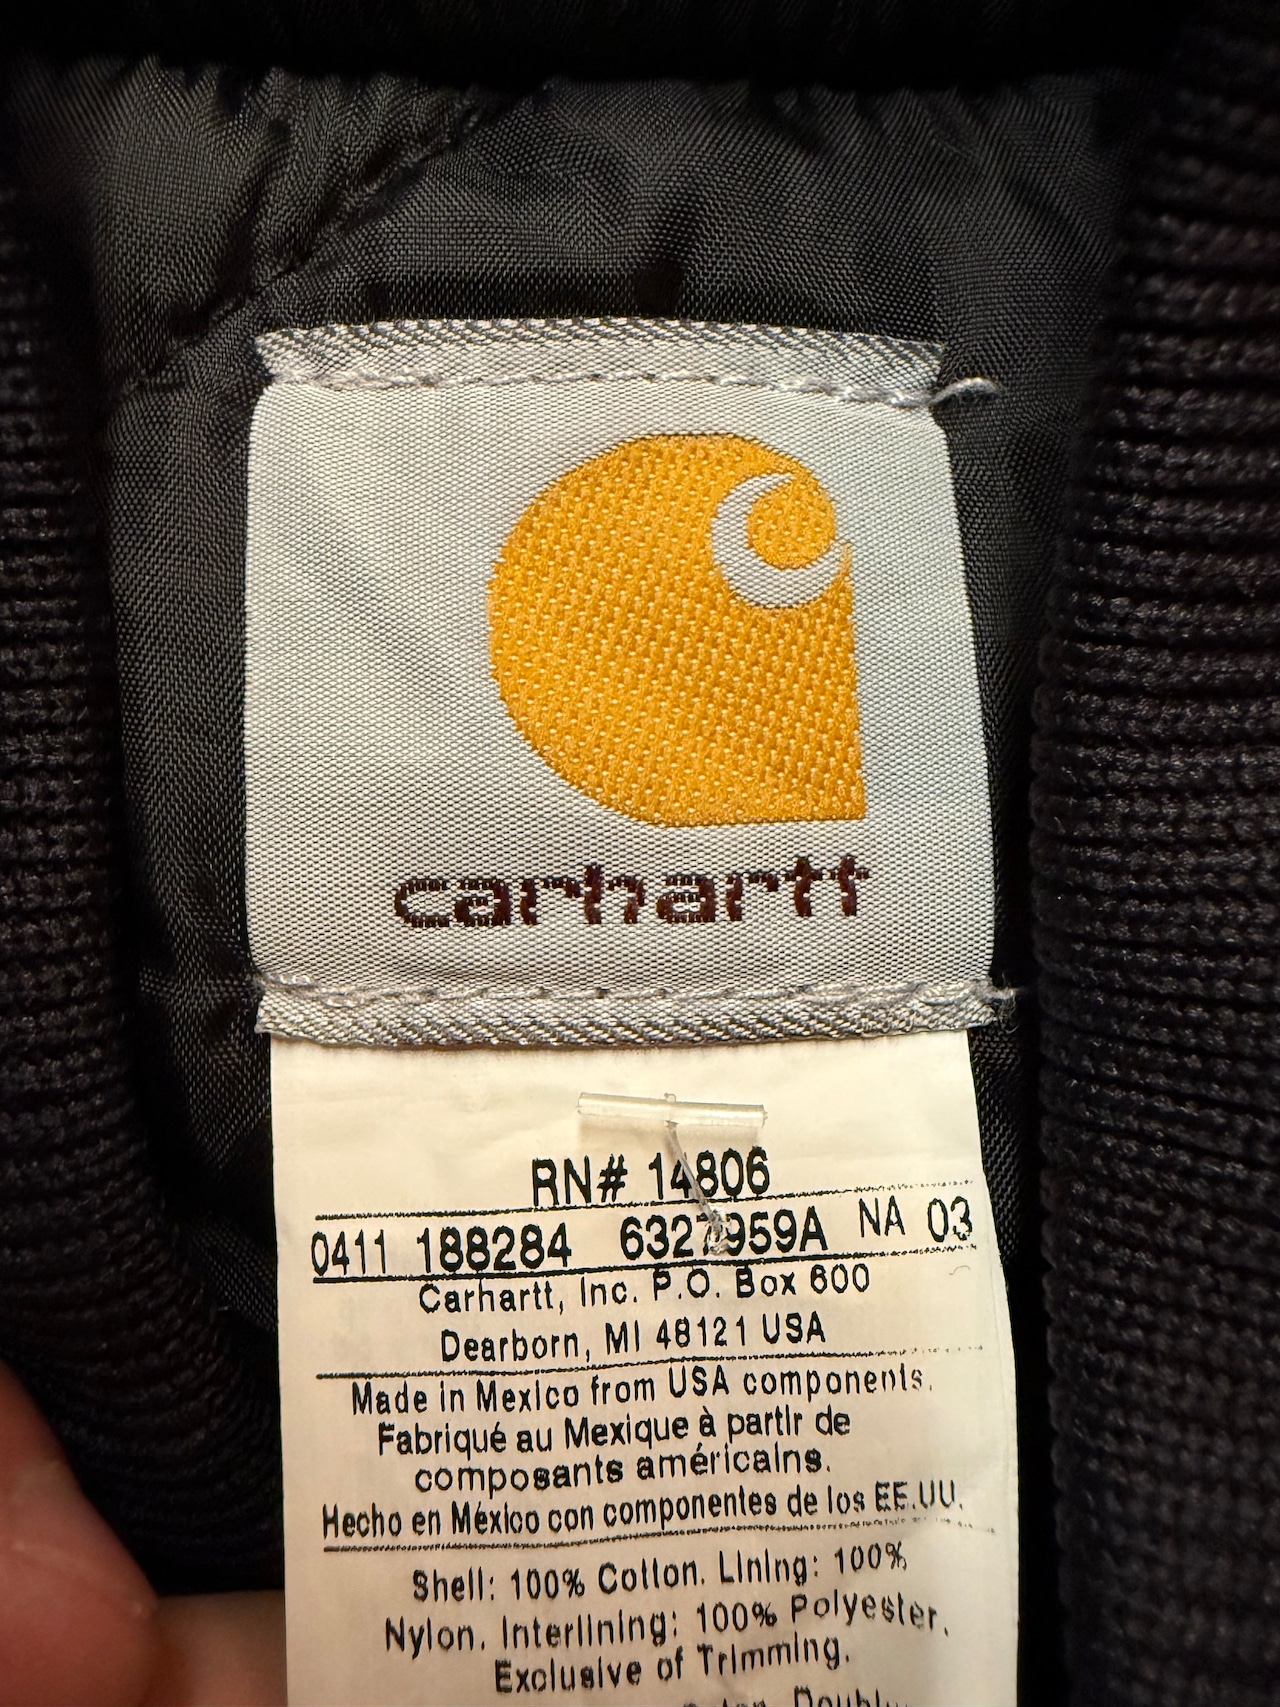 carhartt
RN# 14806
0411 188284 6327959A NA 03
Carhartt, Inc. P.O. Box 600
Dearborn, MI 48121 USA
Made in Mexico from USA components.
Fabriqué au Mexique à partir de
composants américains.
Hecho en México con componentes de los EE.UU.
Shell: 100% Cotton. Lining: 100%
Nylon. Interlining: 100% Polyester.
Exclusive of Trimming.